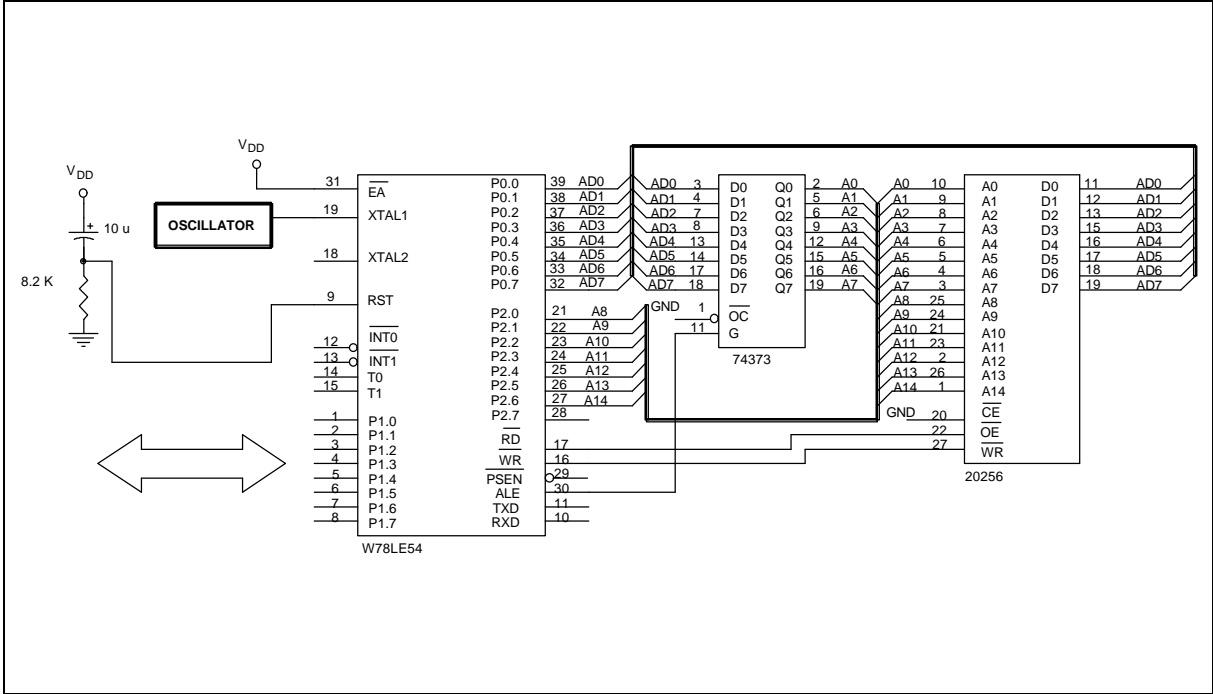 VDD
10 u
8.2 K
VDD
OSCILLATOR
31 EA
19 XTAL1
18 XTAL2
9 RST
12 INT0
13 INT1
14 T0
15 T1
1 P1.0
2 P1.1
3 P1.2
4 P1.3
5 P1.4
6 P1.5
7 P1.6
8 P1.7
P0.0 39 AD0
P0.1 38 AD1
P0.2 37 AD2
P0.3 36 AD3
P0.4 35 AD4
P0.5 34 AD5
P0.6 33 AD6
P0.7 32 AD7
P2.0 21 A8
P2.1 22 A9
P2.2 23 A10
P2.3 24 A11
P2.4 25 A12
P2.5 26 A13
P2.6 27 A14
P2.7 28
RD 17
WR 16
PSEN 29
ALE 30
TXD 11
RXD 10
W78LE54
AD0 3 D0 Q0 2 A0
AD1 4 D1 Q1 5 A1
AD2 7 D2 Q2 6 A2
AD3 8 D3 Q3 9 A3
AD4 13 D4 Q4 12 A4
AD5 14 D5 Q5 15 A5
AD6 17 D6 Q6 16 A6
AD7 18 D7 Q7 19 A7
GND 1 OC
11 G
74373
A0 10 A0 D0 11 AD0
A1 9 A1 D1 12 AD1
A2 8 A2 D2 13 AD2
A3 7 A3 D3 15 AD3
A4 6 A4 D4 16 AD4
A5 5 A5 D5 17 AD5
A6 4 A6 D6 18 AD6
A7 3 A7 D7 19 AD7
A8 25 A8
A9 24 A9
A10 21 A10
A11 23 A11
A12 2 A12
A13 26 A13
A14 1 A14
GND 20 CE
22 OE
27 WR
20256